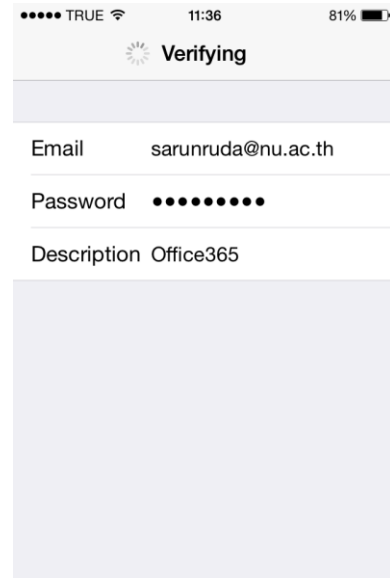 ●●●●● TRUE 11:36 81%
Verifying
Email sarunruda@nu.ac.th
Password ●●●●●●●●●
Description Office365